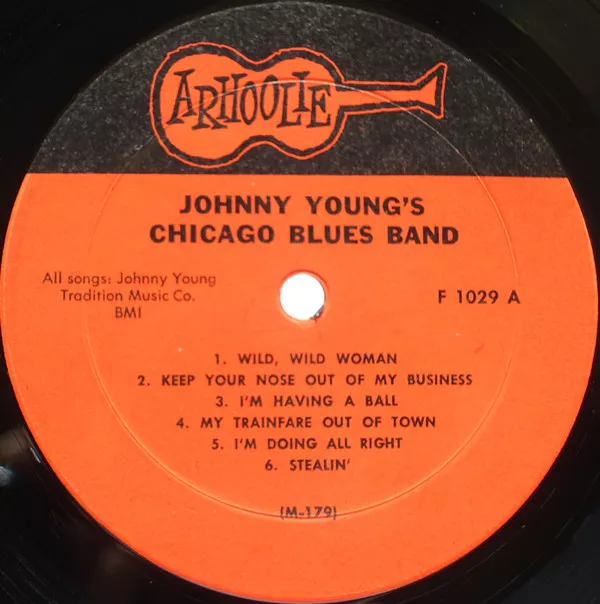 ARHOOLIE
JOHNNY YOUNG'S
CHICAGO BLUES BAND
All songs: Johnny Young
Tradition Music Co.
BMI
F 1029 A
1. WILD, WILD WOMAN
2. KEEP YOUR NOSE OUT OF MY BUSINESS
3. I'M HAVING A BALL
4. MY TRAINFARE OUT OF TOWN
5. I'M DOING ALL RIGHT
6. STEALIN'
(M-179)